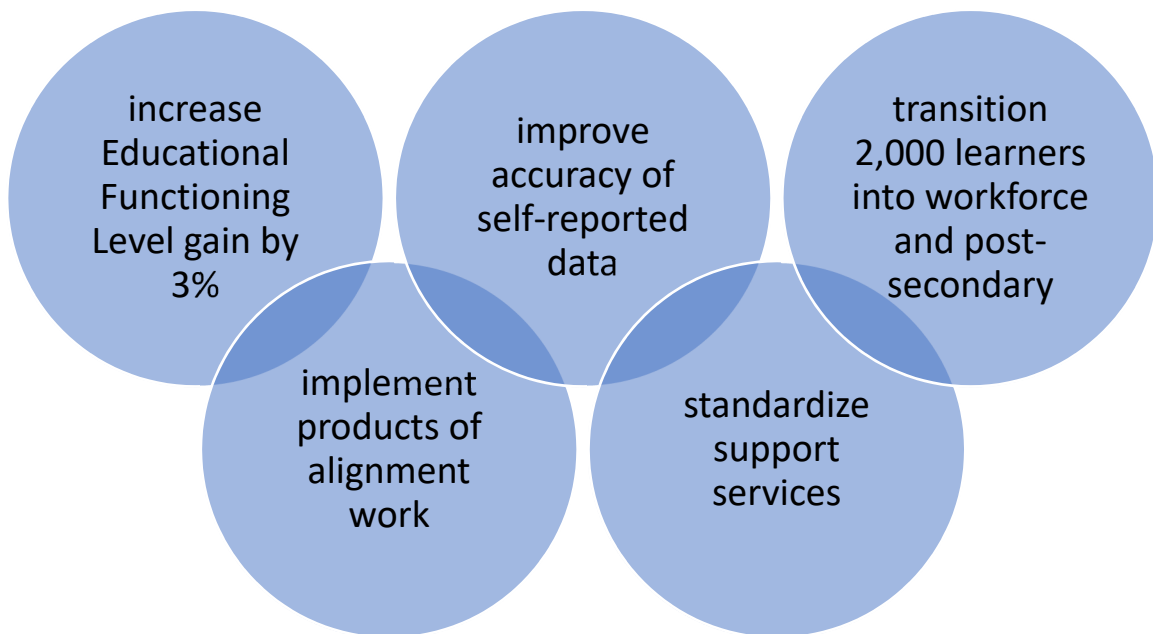 increase
Educational
Functioning
Level gain by
3%
improve
accuracy of
self-reported
data
transition
2,000 learners
into workforce
and post-
secondary
implement
products of
alignment
work
standardize
support
services